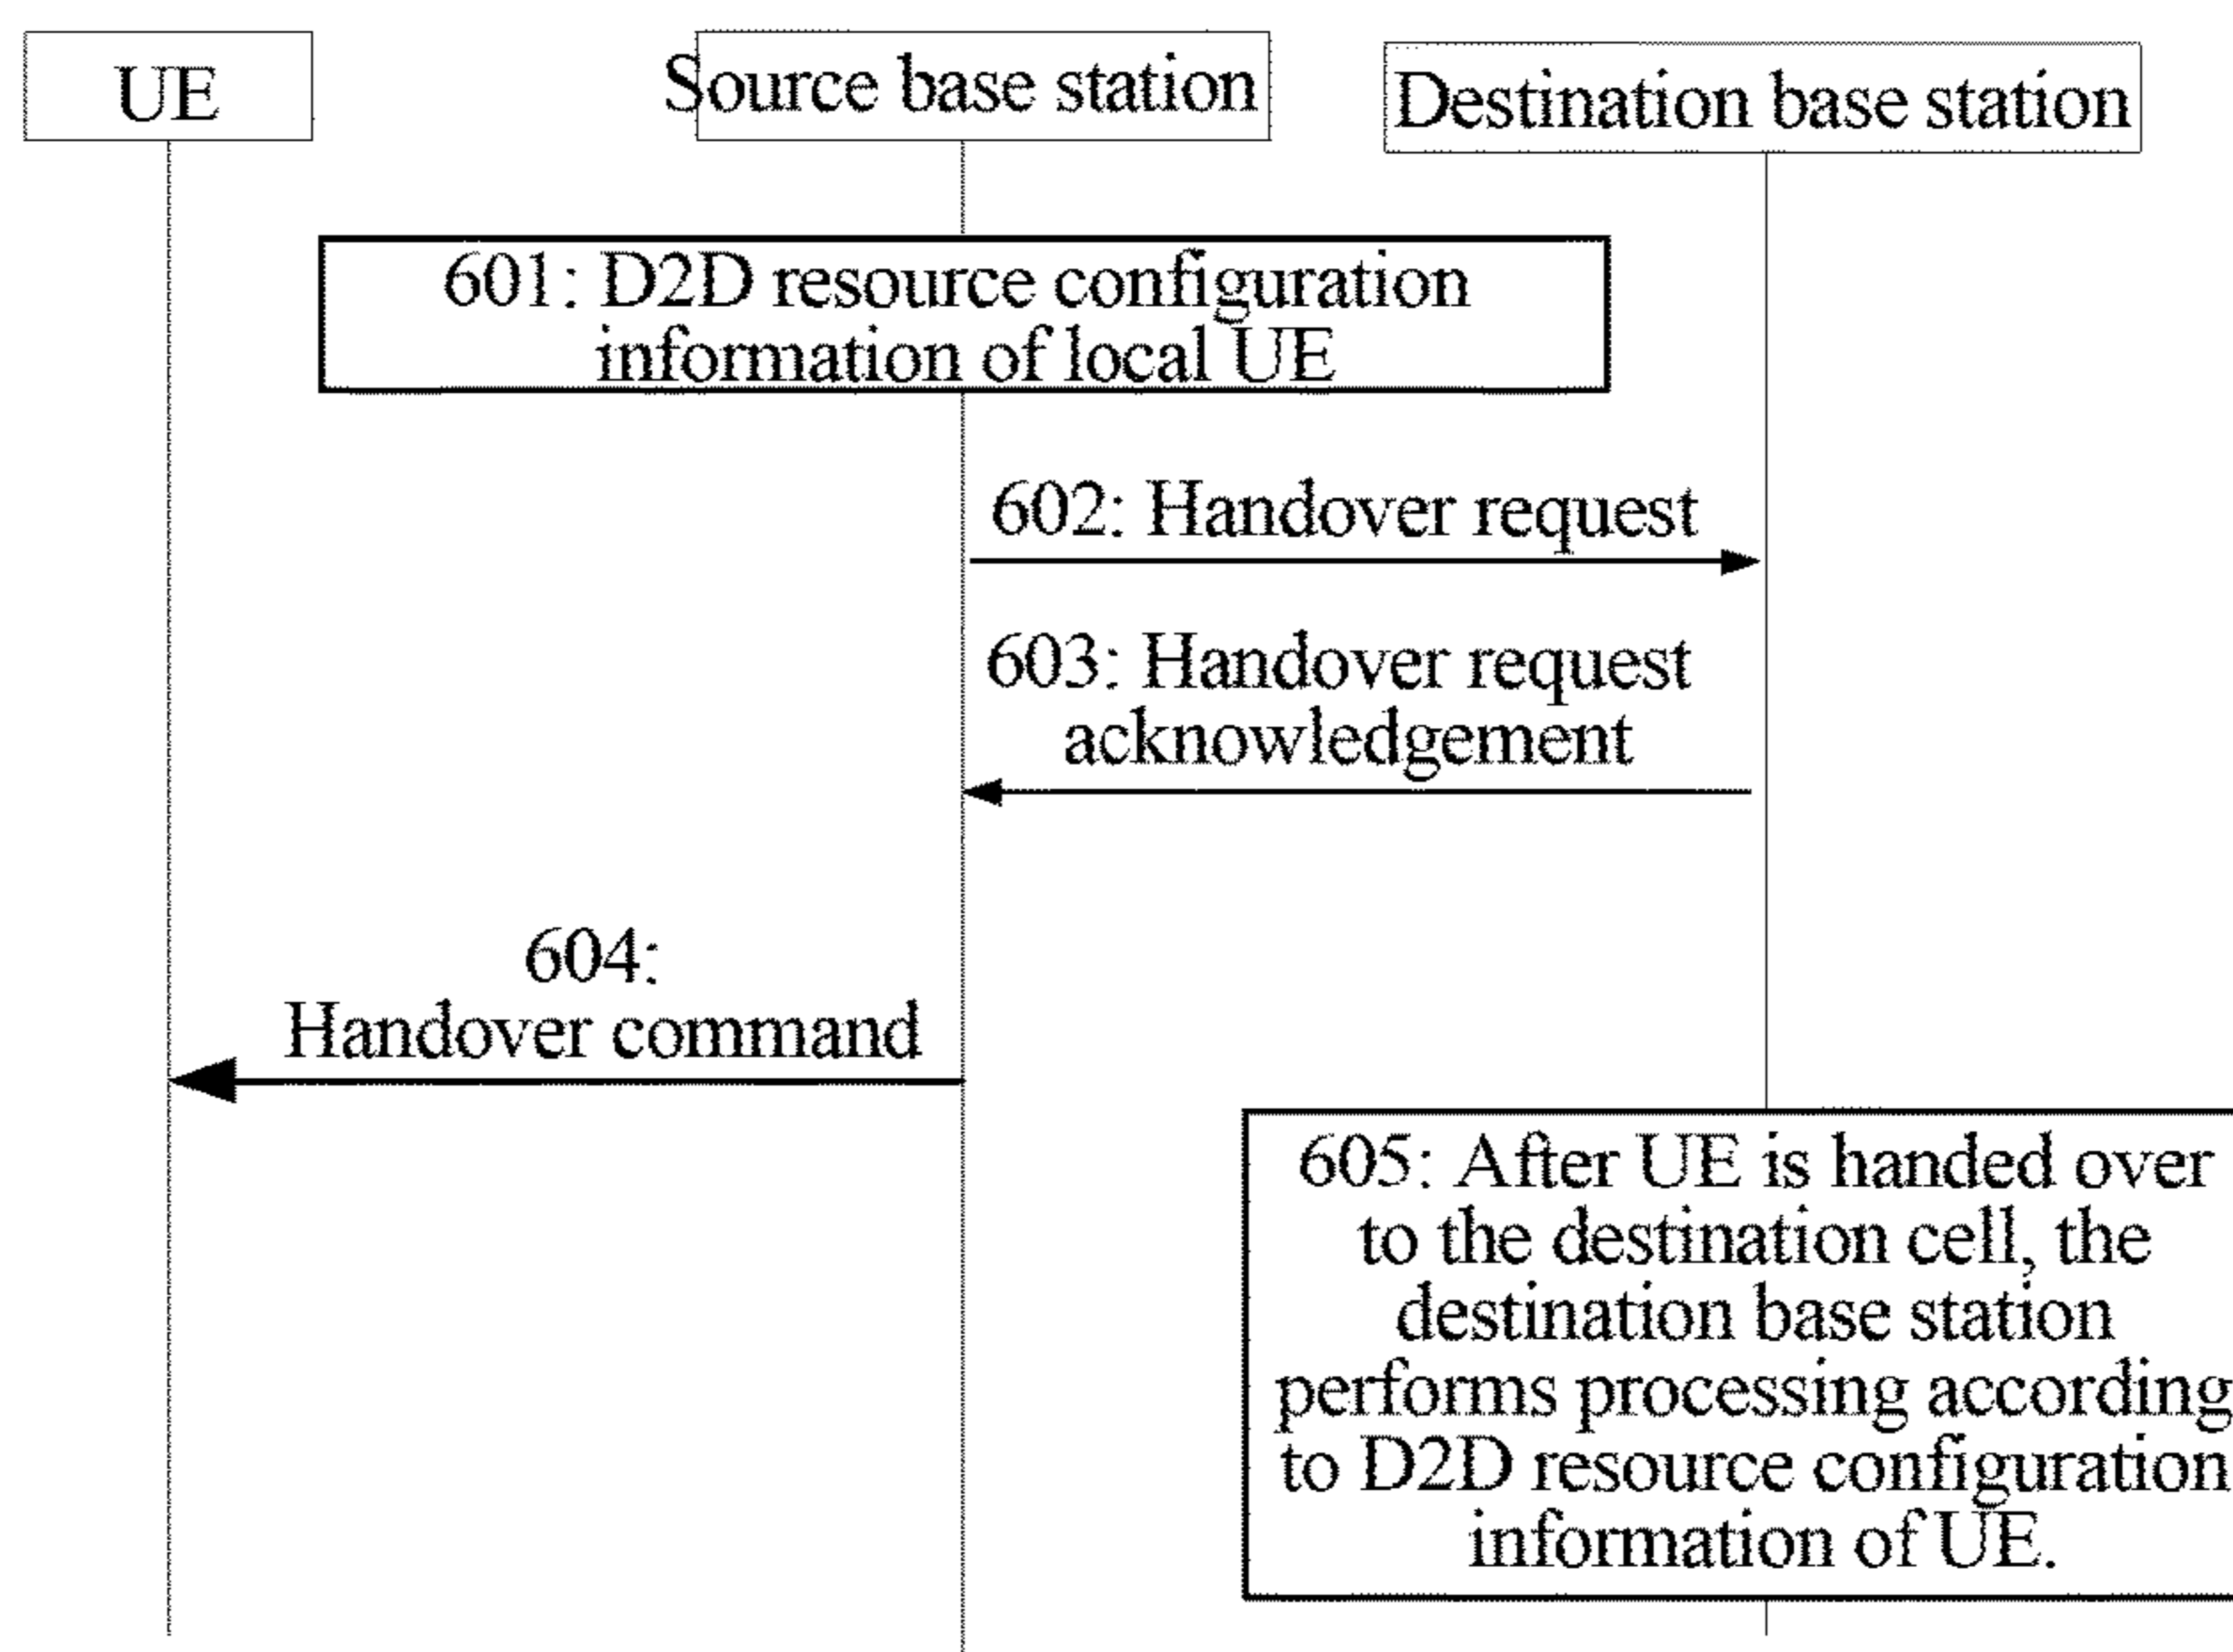 UE
Source base station
Destination base station
601: D2D resource configuration
information of local UE
602: Handover request
603: Handover request
acknowledgement
604:
Handover command
605: After UE is handed over
to the destination cell, the
destination base station
performs processing according
to D2D resource configuration
information of UE.